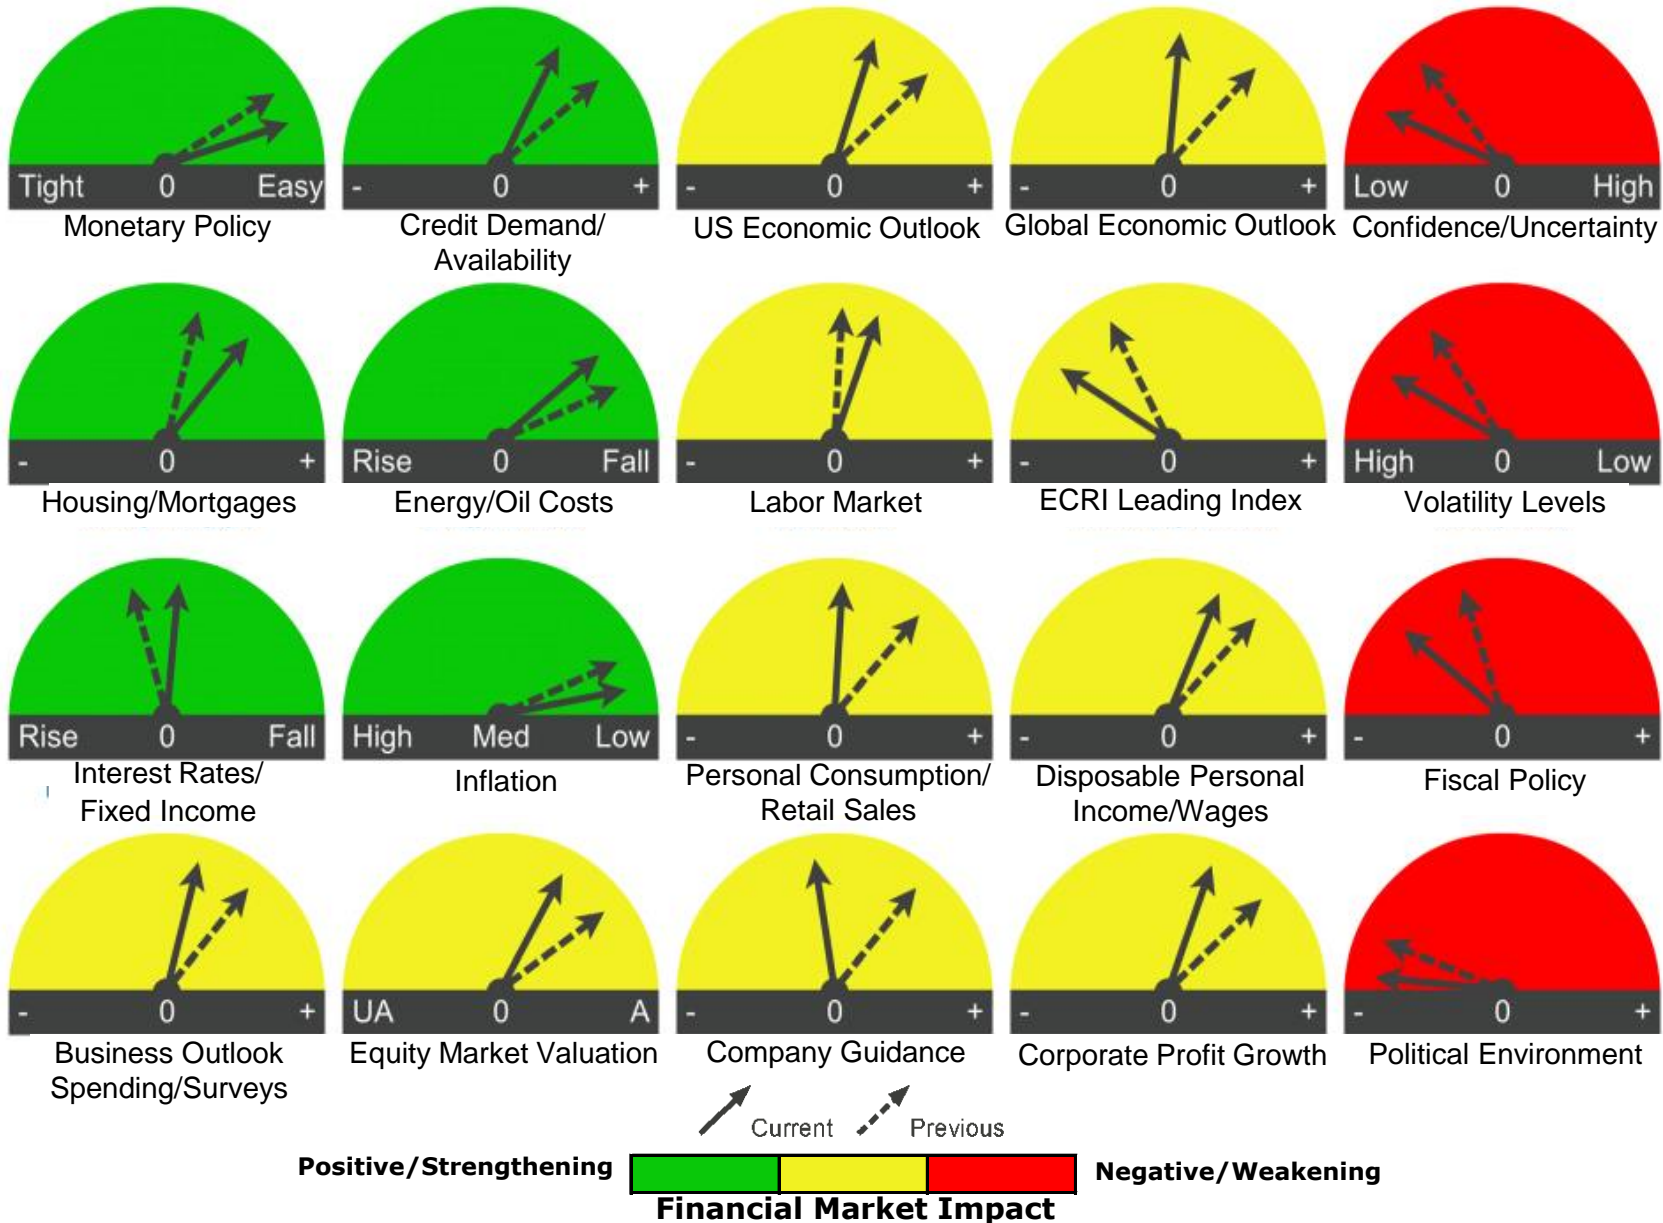 Tight 0 Easy
- 0 +
- 0 +
- 0 +
Low 0 High
Monetary Policy
Credit Demand/
Availability
US Economic Outlook
Global Economic Outlook
Confidence/Uncertainty
- 0 +
Rise 0 Fall
- 0 +
- 0 +
High 0 Low
Housing/Mortgages
Energy/Oil Costs
Labor Market
ECRI Leading Index
Volatility Levels
Rise 0 Fall
High Med Low
- 0 +
- 0 +
- 0 +
Interest Rates/
Fixed Income
Inflation
Personal Consumption/
Retail Sales
Disposable Personal
Income/Wages
Fiscal Policy
- 0 +
UA 0 A
- 0 +
- 0 +
- 0 +
Business Outlook
Spending/Surveys
Equity Market Valuation
Company Guidance
Corporate Profit Growth
Political Environment
Current Previous
Positive/Strengthening Negative/Weakening
Financial Market Impact